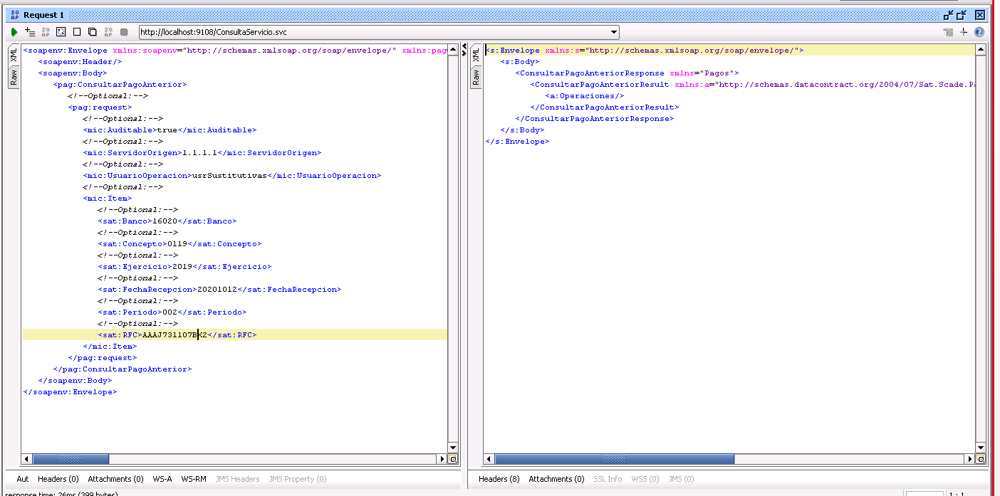 SO AP Request 1
http://localhost:9108/ConsultaServicio.svc
XML
Raw
<soapenv:Envelope xmlns:soapenv="http://schemas.xmlsoap.org/soap/envelope/" xmlns:pag
<soapenv:Header/>
<soapenv:Body>
<pag:ConsultarPagoAnterior>
<!--Optional:-->
<pag:request>
<!--Optional:-->
<mic:Auditable>true</mic:Auditable>
<!--Optional:-->
<mic:ServidorOrigen>1.1.1.1</mic:ServidorOrigen>
<!--Optional:-->
<mic:UsuarioOperacion>usrSustitutivas</mic:UsuarioOperacion>
<!--Optional:-->
<mic:Item>
<!--Optional:-->
<sat:Banco>16020</sat:Banco>
<!--Optional:-->
<sat:Concepto>0119</sat:Concepto>
<!--Optional:-->
<sat:Ejercicio>2019</sat:Ejercicio>
<!--Optional:-->
<sat:FechaRecepcion>20201012</sat:FechaRecepcion>
<!--Optional:-->
<sat:Periodo>002</sat:Periodo>
<!--Optional:-->
<sat:RFC>AAAJ731107BK2</sat:RFC>
</mic:Item>
</pag:request>
</pag:ConsultarPagoAnterior>
</soapenv:Body>
</soapenv:Envelope>
XML
Raw
<s:Envelope xmlns:s="http://schemas.xmlsoap.org/soap/envelope/">
<s:Body>
<ConsultarPagoAnteriorResponse xmlns="Pagos">
<ConsultarPagoAnteriorResult xmlns:a="http://schemas.datacontract.org/2004/07/Sat.Scade.Pa
<a:Operaciones/>
</ConsultarPagoAnteriorResult>
</ConsultarPagoAnteriorResponse>
</s:Body>
</s:Envelope>
Aut Headers (0) Attachments (0) WS-A WS-RM JMS Headers JMS Property (0)
Headers (8) Attachments (0) SSL Info WSS (0) JMS (0)
response time: 26ms (399 bytes)
1 : 1